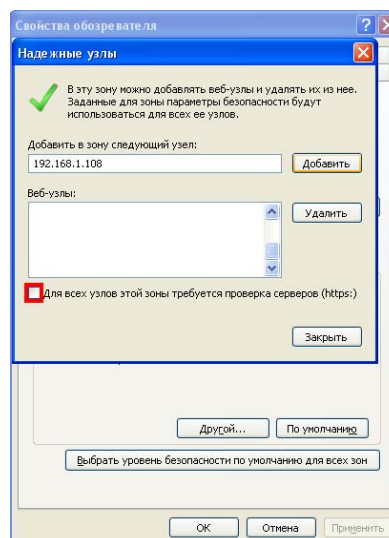 Свойства обозревателя
Надежные узлы
В эту зону можно добавлять веб-узлы и удалять их из нее.
Заданные для зоны параметры безопасности будут
использоваться для всех ее узлов.
Добавить в зону следующий узел:
192.168.1.108 Добавить
Веб-узлы:
Удалить
Для всех узлов этой зоны требуется проверка серверов (https:)
Закрыть
Другой... По умолчанию
Выбрать уровень безопасности по умолчанию для всех зон
OK Отмена Применить